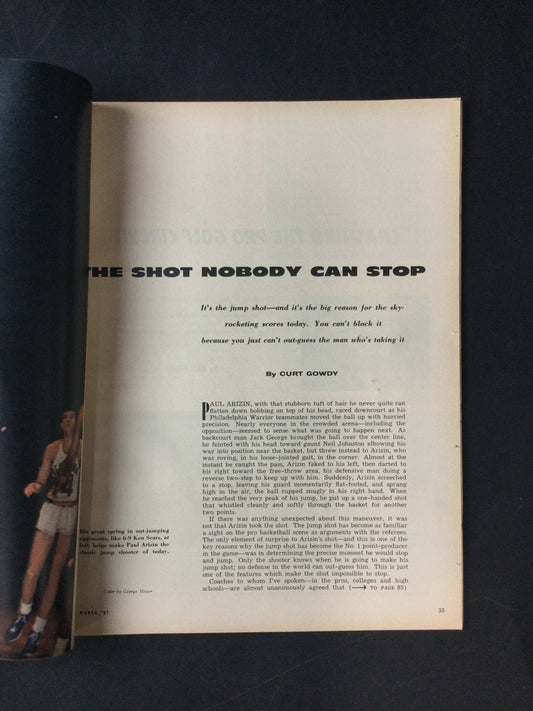 THE SHOT NOBODY CAN STOP
It's the jump shot—and it's the big reason for the sky-
rocketing scores today. You can't block it
because you just can't out-guess the man who's taking it
By CURT GOWDY
PAUL ARIZIN, with that stubborn tuft of hair he never quite can
flatten down bobbing on top of his head, raced downcourt as his
Philadelphia Warrior teammates moved the ball up with hurried
precision. Nearly everyone in the crowded arena—including the
opposition—seemed to sense what was going to happen next. As
backcourt man Jack George brought the ball over the center line,
he feinted with his head toward gaunt Neil Johnston elbowing his
way into position near the basket, but threw instead to Arizin, who
was roving, in his loose-jointed gait, in the corner. Almost at the
instant he caught the pass, Arizin faked to his left, then darted to
his right toward the free-throw area, his defensive man doing a
reverse two-step to keep up with him. Suddenly, Arizin screeched
to a stop, leaving his guard momentarily flat-footed, and sprang
high in the air, the ball cupped snugly in his right hand. When
he reached the very peak of his jump, he put up a one-handed shot
that whistled cleanly and softly through the basket for another
two points.
If there was anything unexpected about this maneuver, it was
not that Arizin took the shot. The jump shot has become as familiar
a sight on the pro basketball scene as arguments with the referees.
The only element of surprise to Arizin's shot—and this is one of the
key reasons why the jump shot has become the No. 1 point-producer
in the game—was in determining the precise moment he would stop
and jump. Only the shooter knows when he is going to make his
jump shot; no defense in the world can out-guess him. This is just
one of the features which make the shot impossible to stop.
Coaches to whom I've spoken—in the pros, colleges and high
schools—are almost unanimously agreed that (⟶ TO PAGE 85)
His great spring in out-jumping
opponents, like 6-9 Ken Sears, at
left, helps make Paul Arizin the
classic jump shooter of today.
Color by George Heyer
MARCH, '57
33